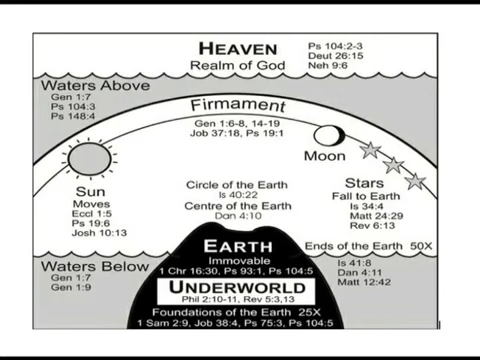 HEAVEN
Realm of God
Ps 104:2-3
Deut 26:15
Neh 9:6
Waters Above
Gen 1:7
Ps 104:3
Ps 148:4
Firmament
Gen 1:6-8, 14-19
Job 37:18, Ps 19:1
Moon
Sun
Moves
Eccl 1:5
Ps 19:6
Josh 10:13
Circle of the Earth
Is 40:22
Centre of the Earth
Dan 4:10
Stars
Fall to Earth
Is 34:4
Matt 24:29
Rev 6:13
EARTH
Immovable
1 Chr 16:30, Ps 93:1, Ps 104:5
Ends of the Earth 50X
Is 41:8
Dan 4:11
Matt 12:42
Waters Below
Gen 1:7
Gen 1:9
UNDERWORLD
Phil 2:10-11, Rev 5:3,13
Foundations of the Earth 25X
1 Sam 2:9, Job 38:4, Ps 75:3, Ps 104:5